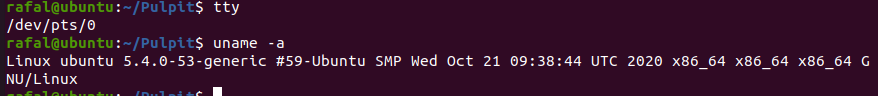 rafal@ubuntu:~/Pulpit$ tty
/dev/pts/0
rafal@ubuntu:~/Pulpit$ uname -a
Linux ubuntu 5.4.0-53-generic #59-Ubuntu SMP Wed Oct 21 09:38:44 UTC 2020 x86_64 x86_64 x86_64 G
NU/Linux
rafal@ubuntu:~/Pulpit$